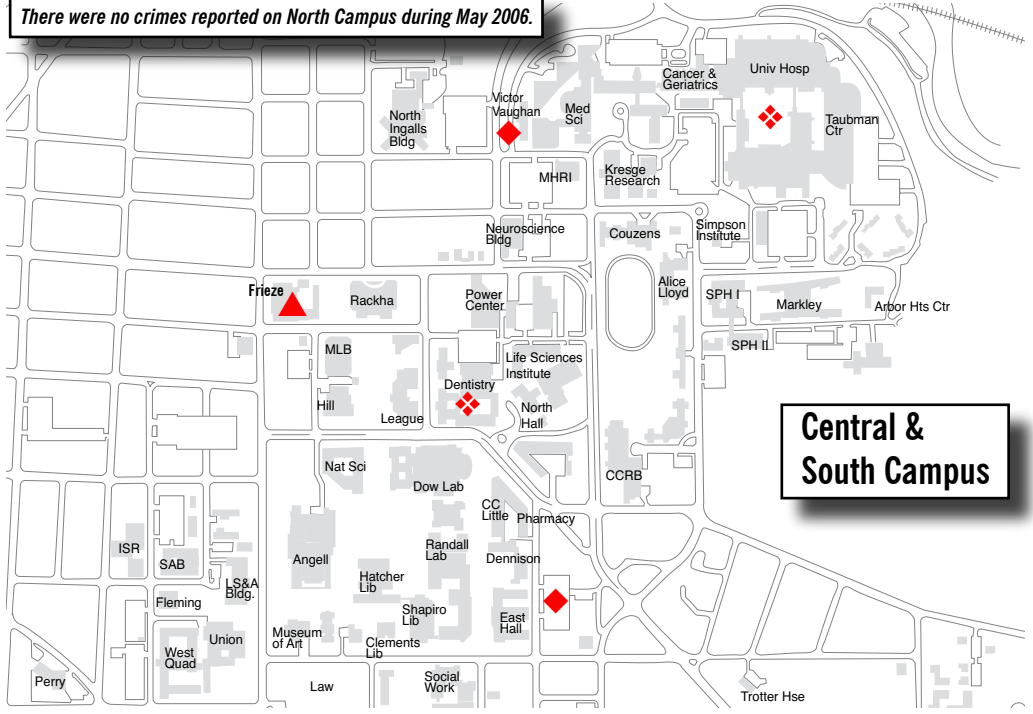 There were no crimes reported on North Campus during May 2006.
Univ Hosp
Cancer &
Geriatrics
Victor
Vaughan
Med
Sci
North
Ingalls
Bldg
Taubman
Ctr
MHRI
Kresge
Research
Neuroscience
Bldg
Couzens
Simpson
Institute
Frieze
Rackha
Power
Center
Alice
Lloyd
SPH I
Markley
Arbor Hts Ctr
MLB
SPH II
Life Sciences
Institute
Dentistry
Hill
League
North
Hall
Central &
South Campus
Nat Sci
Dow Lab
CCRB
CC
Little
Pharmacy
ISR
SAB
Angell
Randall
Lab
Dennison
Hatcher
Lib
LS&A
Bldg.
Fleming
Shapiro
Lib
East
Hall
Union
Museum
of Art
Clements
Lib
West
Quad
Perry
Law
Social
Work
Trotter Hse